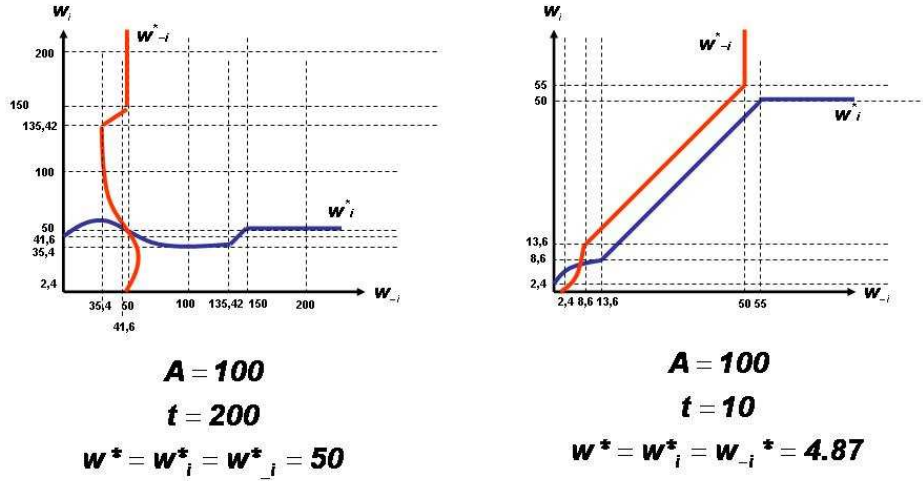 w_i
w*_-i
200
150
135,42
100
50
41,6
35,4
2,4
w*_i
w_-i
35,4 50 100 135,42 150 200
41,6
A = 100
t = 200
w* = w*_i = w*_-i = 50
w_i
w*_-i
55
50
w*_i
13,6
8,6
2,4
w_-i
2,4 8,6 13,6 50 55
A = 100
t = 10
w* = w*_i = w_-i* = 4.87